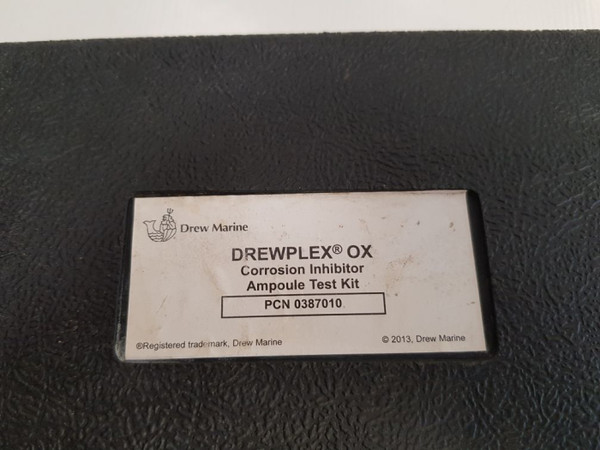 Drew Marine
DREWPLEX® OX
Corrosion Inhibitor
Ampoule Test Kit
PCN 0387010
®Registered trademark, Drew Marine
© 2013, Drew Marine